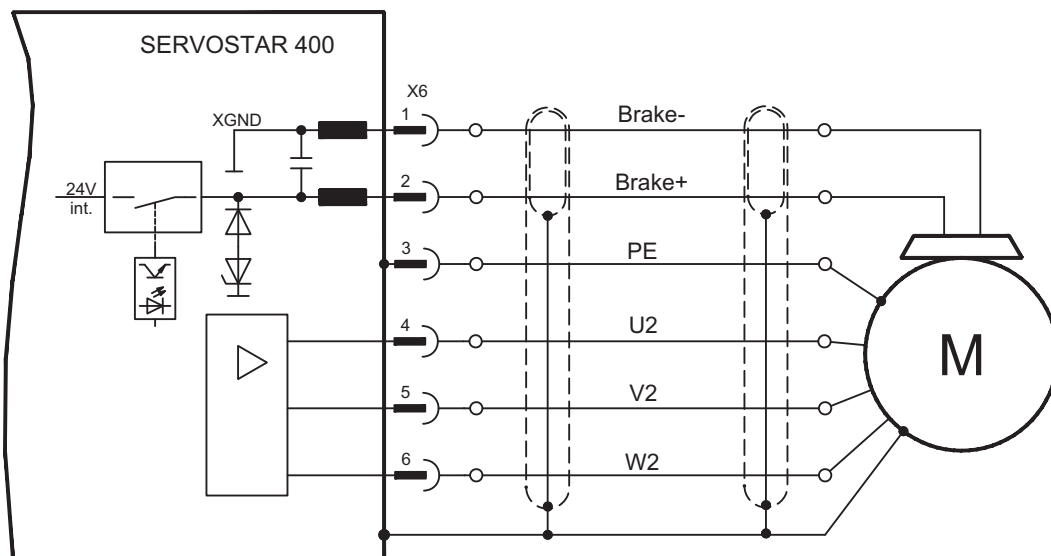 SERVOSTAR 400
X6
XGND
1
Brake-
24V
int.
2
Brake+
3
PE
4
U2
5
V2
6
W2
M